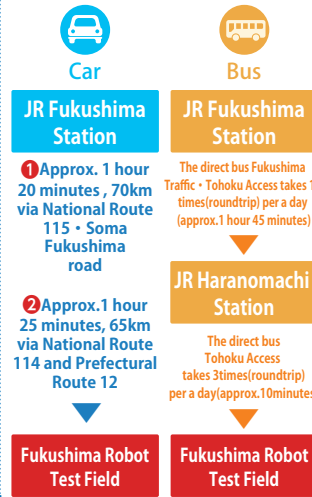 Car
JR Fukushima
Station
❶Approx. 1 hour
20 minutes , 70km
via National Route
115・Soma
Fukushima
road
❷Approx.1 hour
25 minutes, 65km
via National Route
114 and Prefectural
Route 12
Fukushima Robot
Test Field
Bus
JR Fukushima
Station
The direct bus Fukushima
Traffic・Tohoku Access takes
times(roundtrip) per a day
(approx.1 hour 45 minutes)
JR Haranomachi
Station
The direct bus
Tohoku Access
takes 3times(roundtrip)
per a day(approx.10minutes
Fukushima Robot
Test Field